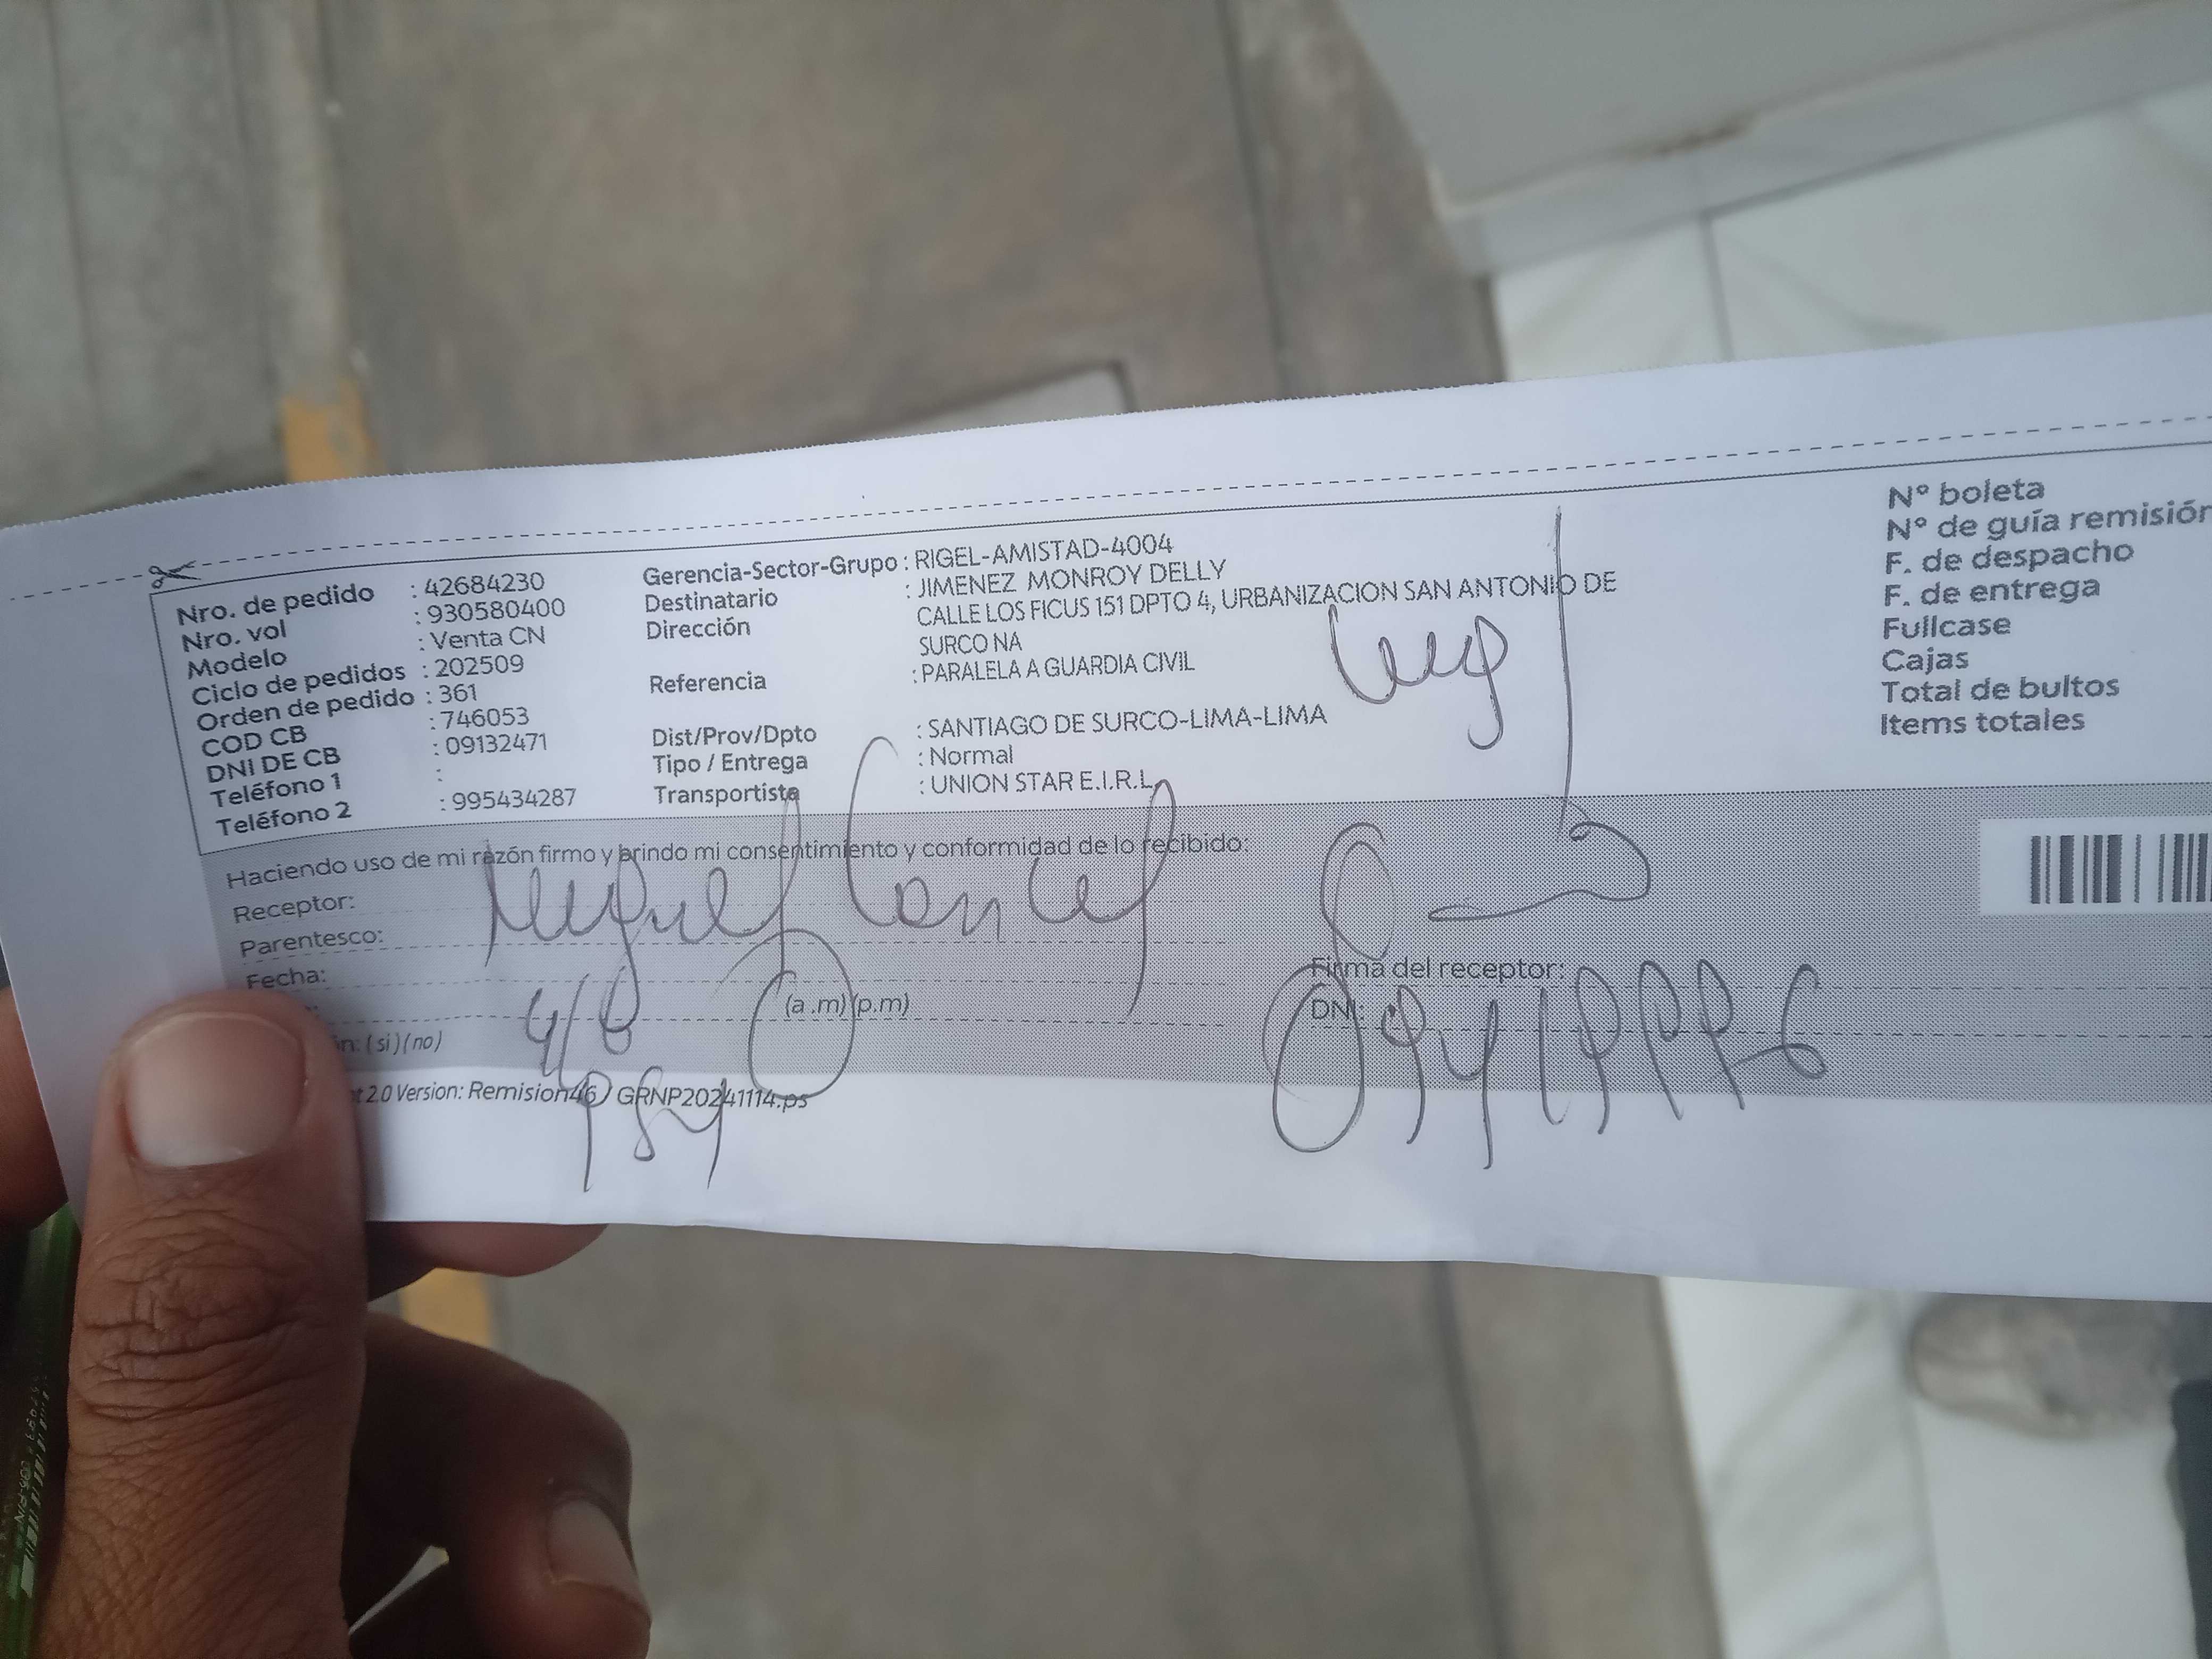 Nro. de pedido : 42684230
Nro. vol : 930580400
Modelo : Venta CN
Ciclo de pedidos : 202509
Orden de pedido : 361
COD CB : 746053
DNI DE CB : 09132471
Teléfono 1 :
Teléfono 2 : 995434287
Gerencia-Sector-Grupo : RIGEL-AMISTAD-4004
Destinatario : JIMENEZ MONROY DELLY
Dirección CALLE LOS FICUS 151 DPTO 4, URBANIZACION SAN ANTONIO DE
SURCO NA
Referencia : PARALELA A GUARDIA CIVIL
Dist/Prov/Dpto : SANTIAGO DE SURCO-LIMA-LIMA
Tipo / Entrega : Normal
Transportista : UNION STAR E.I.R.L.
Nº boleta
Nº de guía remisión
F. de despacho
F. de entrega
Fullcase
Cajas
Total de bultos
Items totales
Haciendo uso de mi razón firmo y brindo mi consentimiento y conformidad de lo recibido:
Receptor: Miguel
Parentesco:
Fecha: 4/6
(a.m)(p.m)
(si)(no)
Firma del receptor:
DNI:
2.0 Version: Remision46 GRNP20241114.ps